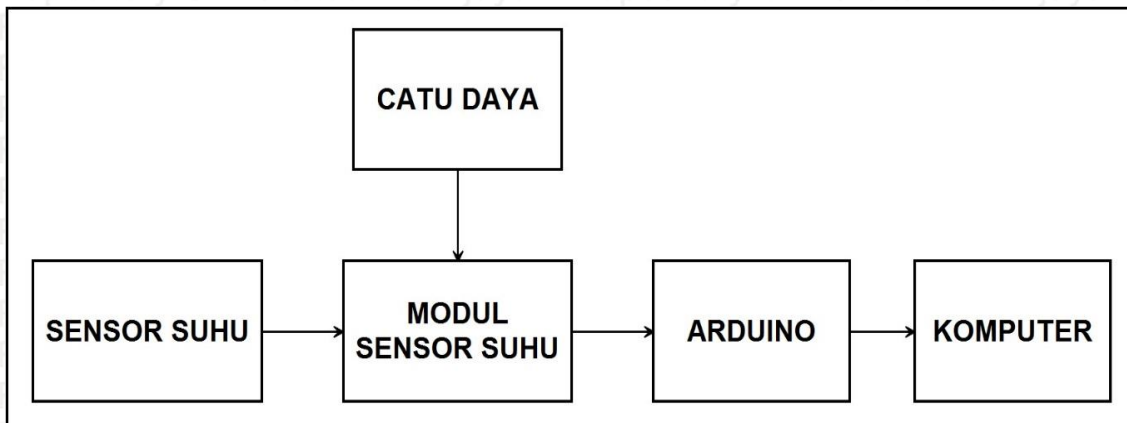 CATU DAYA
SENSOR SUHU
MODUL
SENSOR SUHU
ARDUINO
KOMPUTER